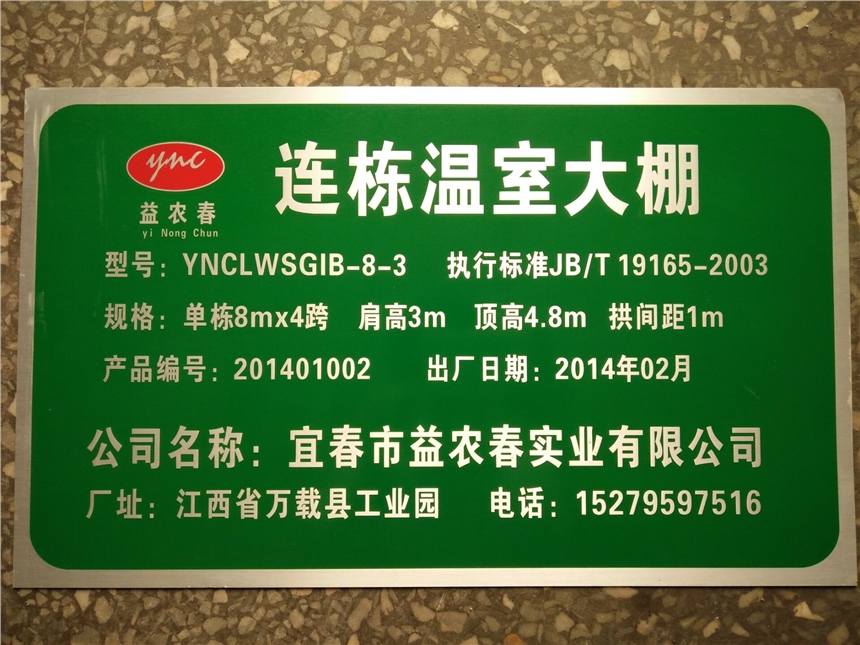 ync
益农春
yi Nong Chun
连栋温室大棚
型号：YNCLWSGIB-8-3 执行标准JB/T 19165-2003
规格：单栋8mx4跨 肩高3m 顶高4.8m 拱间距1m
产品编号：201401002 出厂日期：2014年02月
公司名称：宜春市益农春实业有限公司
厂址：江西省万载县工业园 电话：15279597516